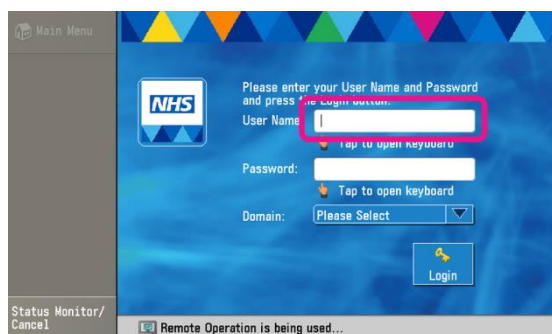 Main Menu
Please enter your User Name and Password
and press the Login button.
NHS
User Name:
Tap to open keyboard
Password:
Tap to open keyboard
Domain:
Please Select
Login
Status Monitor/
Cancel
Remote Operation is being used...